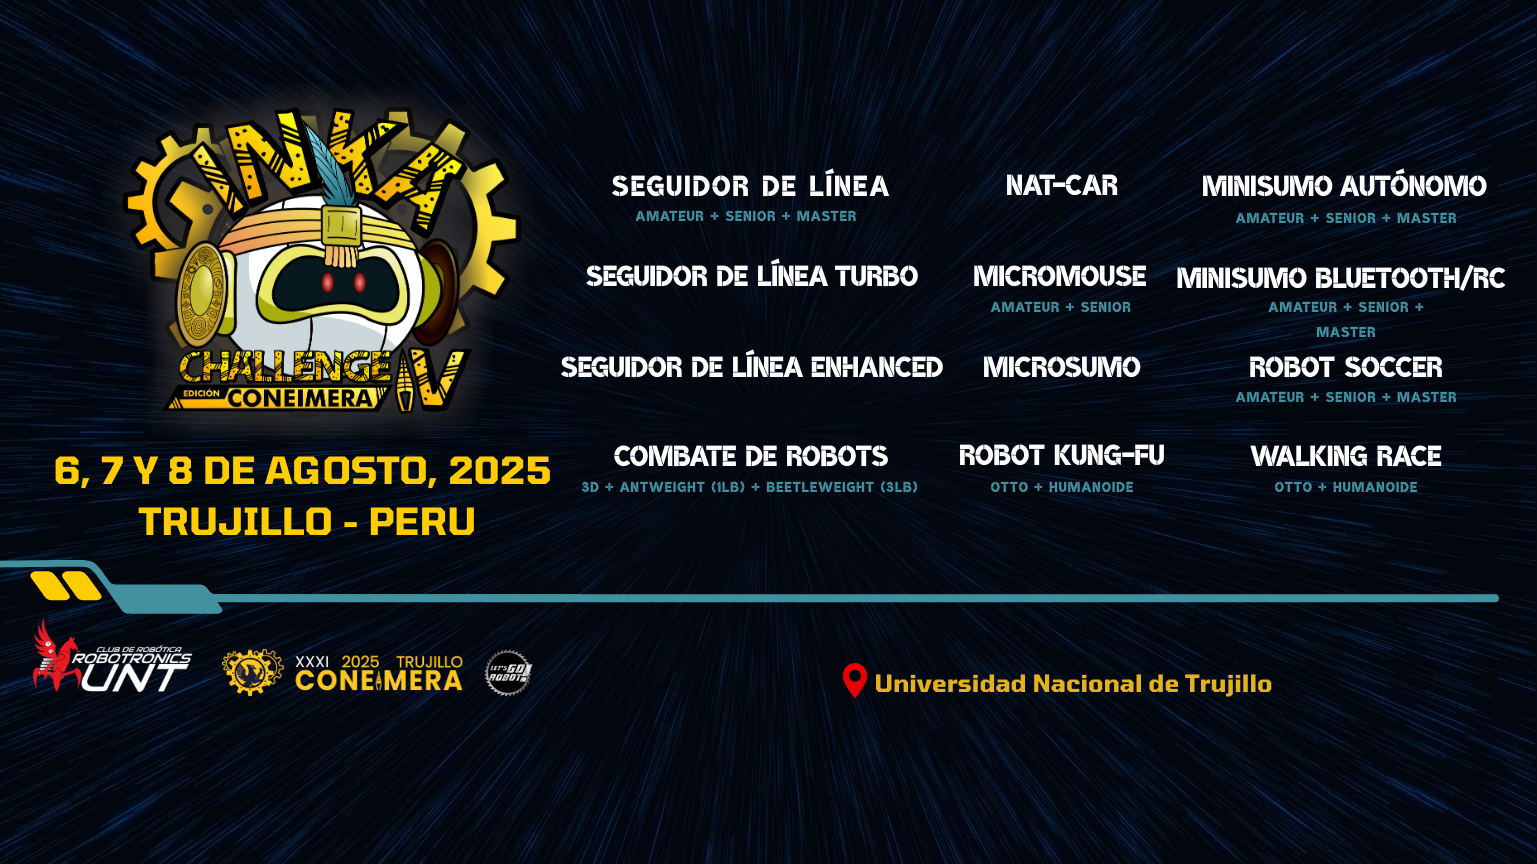 INKA
CHALLENGE IV
EDICIÓN CONEIMERA
6, 7 Y 8 DE AGOSTO, 2025
TRUJILLO - PERU
SEGUIDOR DE LÍNEA
AMATEUR + SENIOR + MASTER
SEGUIDOR DE LÍNEA TURBO
SEGUIDOR DE LÍNEA ENHANCED
COMBATE DE ROBOTS
3D + ANTWEIGHT (1LB) + BEETLEWEIGHT (3LB)
NAT-CAR
MICROMOUSE
AMATEUR + SENIOR
MICROSUMO
ROBOT KUNG-FU
OTTO + HUMANOIDE
MINISUMO AUTÓNOMO
AMATEUR + SENIOR + MASTER
MINISUMO BLUETOOTH/RC
AMATEUR + SENIOR +
MASTER
ROBOT SOCCER
AMATEUR + SENIOR + MASTER
WALKING RACE
OTTO + HUMANOIDE
CLUB DE ROBÓTICA
ROBOTRONICS
UNT
XXXI 2025 TRUJILLO
CONEIMERA
LET'S GO
ROBOT!
Universidad Nacional de Trujillo